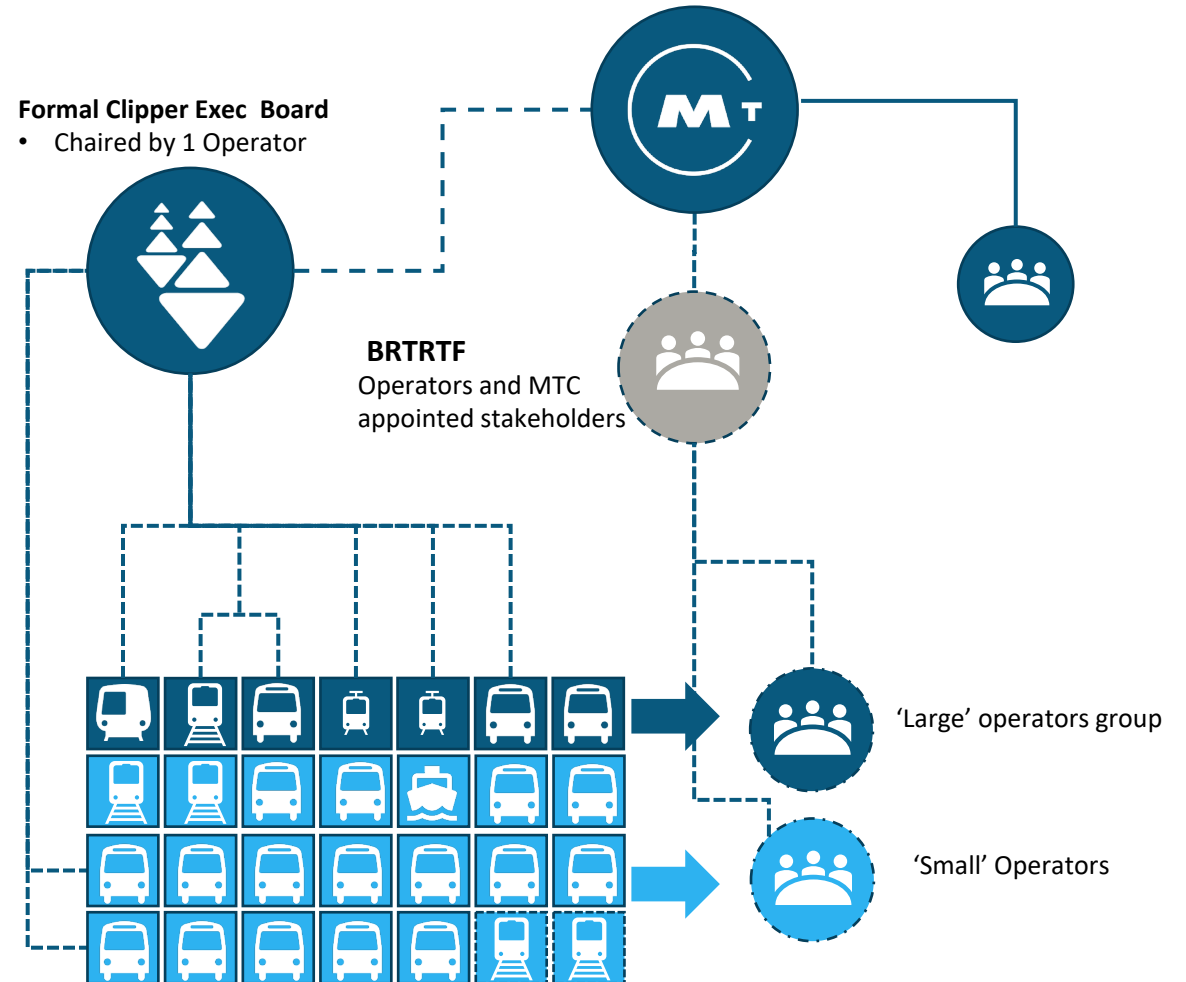 Formal Clipper Exec Board
• Chaired by 1 Operator
M T
BRTRTF
Operators and MTC
appointed stakeholders
‘Large’ operators group
‘Small’ Operators